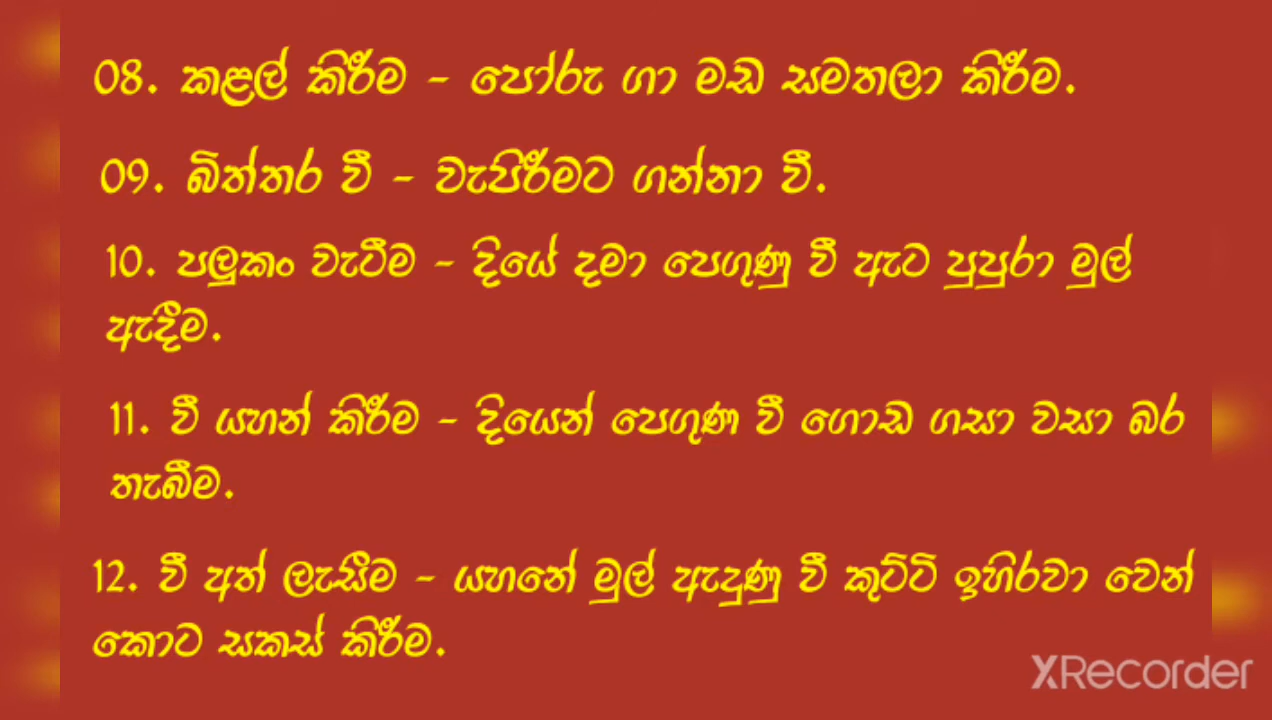 08. කළල් කිරීම - පෝරු ගා මඩ සමතලා කිරීම.
09. බිත්තර වී - වැපිරීමට ගන්නා වී.
10. පලුකං වැටීම - දියේ දමා පෙගුණු වී ඇට පුපුරා මුල්
ඇදීම.
11. වී යහන් කිරීම - දියෙන් පෙගුණ වී ගොඩ ගසා වසා බර
තැබීම.
12. වී අත් ලැසීම - යහනේ මුල් ඇදුණු වී කුට්ටි ඉහිරවා වෙන්
කොට සකස් කිරීම.
XRecorder